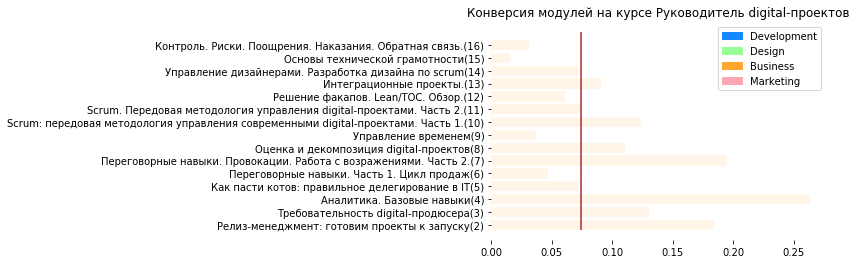 Конверсия модулей на курсе Руководитель digital-проектов
Development
Design
Business
Marketing
Контроль. Риски. Поощрения. Наказания. Обратная связь.(16)
Основы технической грамотности(15)
Управление дизайнерами. Разработка дизайна по scrum(14)
Интеграционные проекты.(13)
Решение факапов. Lean/TOC. Обзор.(12)
Scrum. Передовая методология управления digital-проектами. Часть 2.(11)
Scrum: передовая методология управления современными digital-проектами. Часть 1.(10)
Управление временем(9)
Оценка и декомпозиция digital-проектов(8)
Переговорные навыки. Провокации. Работа с возражениями. Часть 2.(7)
Переговорные навыки. Часть 1. Цикл продаж(6)
Как пасти котов: правильное делегирование в IT(5)
Аналитика. Базовые навыки(4)
Требовательность digital-продюсера(3)
Релиз-менеджмент: готовим проекты к запуску(2)
0.00 0.05 0.10 0.15 0.20 0.25